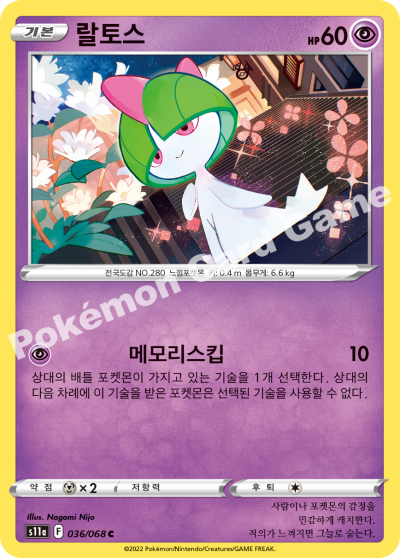 기본 랄토스 HP60
전국도감 NO.280 느낌포켓몬 키: 0.4 m 몸무게: 6.6 kg
Pokémon Card Game
메모리스킵 10
상대의 배틀 포켓몬이 가지고 있는 기술을 1개 선택한다. 상대의
다음 차례에 이 기술을 받은 포켓몬은 선택된 기술을 사용할 수 없다.
약점 ×2 저항력 후퇴
Illus. Nagomi Nijo
s11a F 036/068 C
사람이나 포켓몬의 감정을
민감하게 캐치한다.
적의가 느껴지면 그늘로 숨는다.
©2022 Pokémon/Nintendo/Creatures/GAME FREAK.